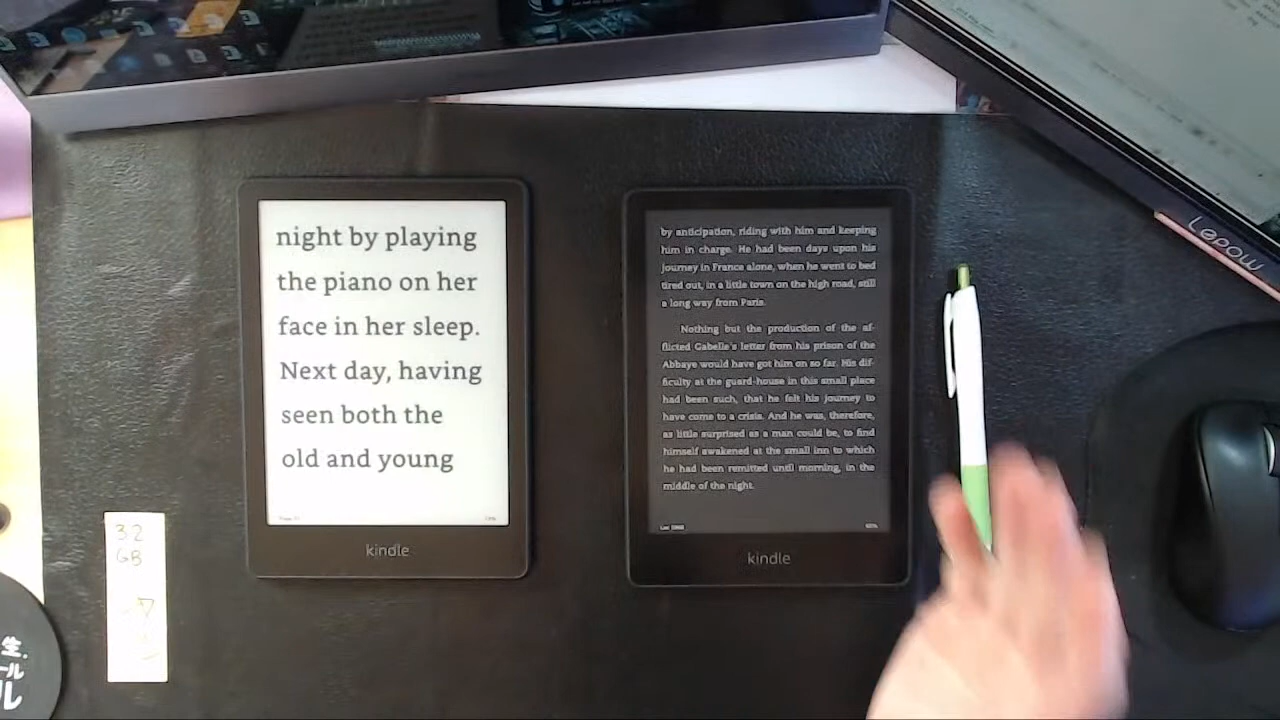 night by playing
the piano on her
face in her sleep.
Next day, having
seen both the
old and young
kindle
by anticipation, riding with him and keeping
him in charge. He had been days upon his
journey in France alone, when he went to bed
tired out, in a little town on the high road, still
a long way from Paris.
Nothing but the production of the af-
flicted Gabelle's letter from his prison of the
Abbaye would have got him on so far. His dif-
ficulty at the guard-house in this small place
had been such, that he felt his journey to
have come to a crisis. And he was, therefore,
as little surprised as a man could be, to find
himself awakened at the small inn to which
he had been remitted until morning, in the
middle of the night.
kindle
Lepow
32
GB
生.
ール
ル